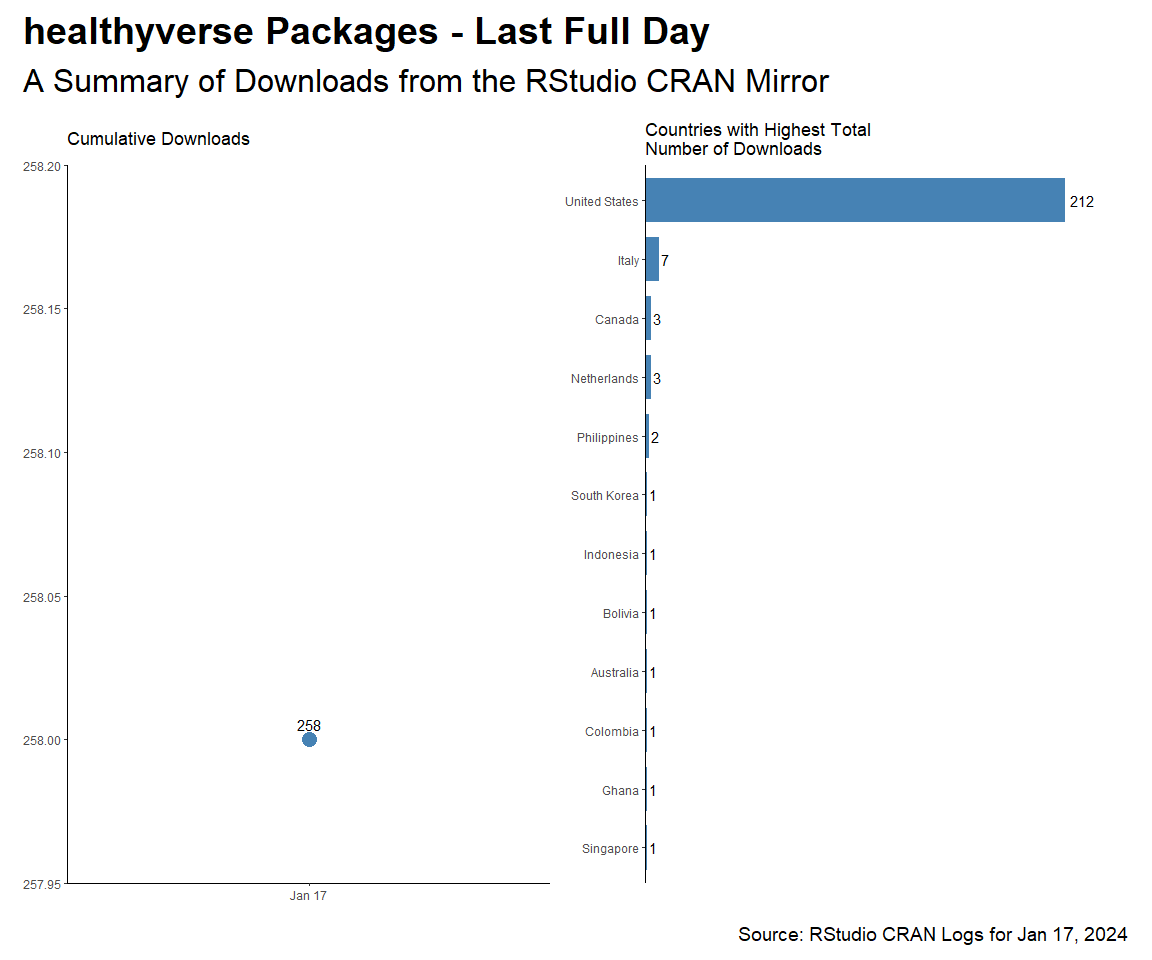 healthyverse Packages - Last Full Day
A Summary of Downloads from the RStudio CRAN Mirror
Cumulative Downloads
258.20
258.15
258.10
258.05
258.00
257.95
258
Jan 17
Countries with Highest Total
Number of Downloads
United States 212
Italy 7
Canada 3
Netherlands 3
Philippines 2
South Korea 1
Indonesia 1
Bolivia 1
Australia 1
Colombia 1
Ghana 1
Singapore 1
Source: RStudio CRAN Logs for Jan 17, 2024